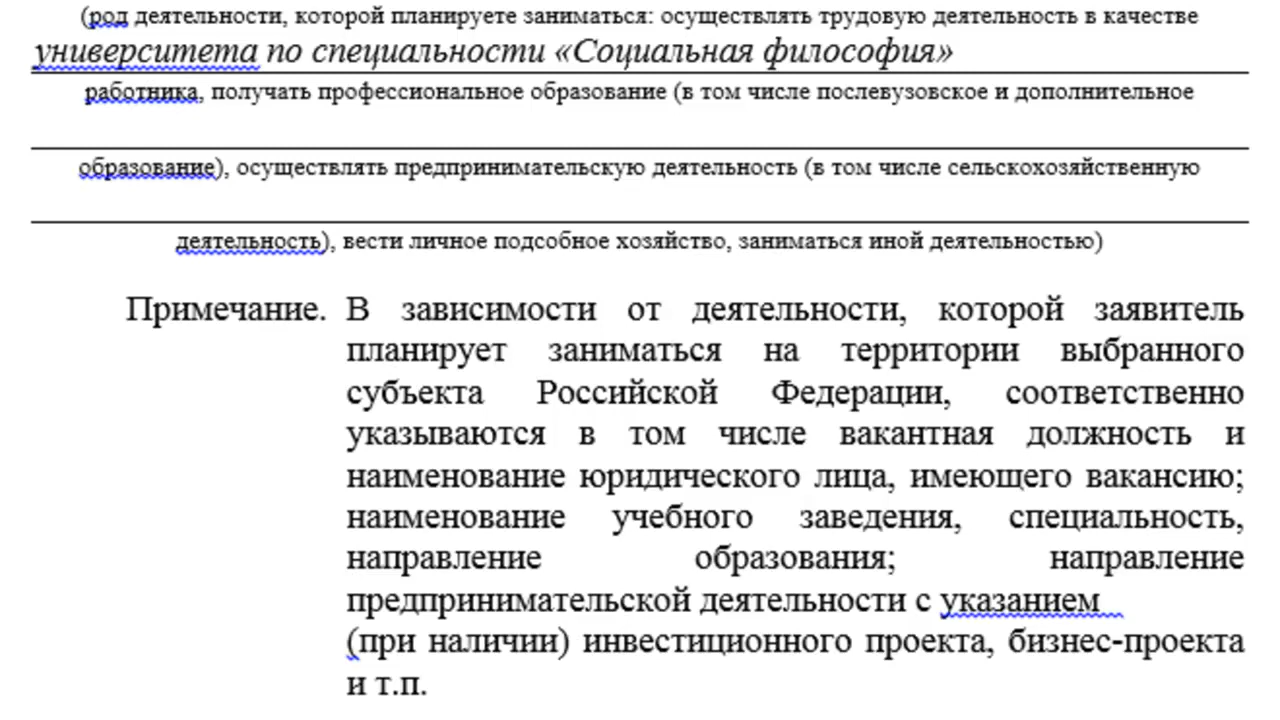 (род деятельности, которой планируете заниматься: осуществлять трудовую деятельность в качестве
университета по специальности «Социальная философия»
работника, получать профессиональное образование (в том числе послевузовское и дополнительное
образование), осуществлять предпринимательскую деятельность (в том числе сельскохозяйственную
деятельность), вести личное подсобное хозяйство, заниматься иной деятельностью)
Примечание. В зависимости от деятельности, которой заявитель
планирует заниматься на территории выбранного
субъекта Российской Федерации, соответственно
указываются в том числе вакантная должность и
наименование юридического лица, имеющего вакансию;
наименование учебного заведения, специальность,
направление образования; направление
предпринимательской деятельности с указанием
(при наличии) инвестиционного проекта, бизнес-проекта
и т.п.